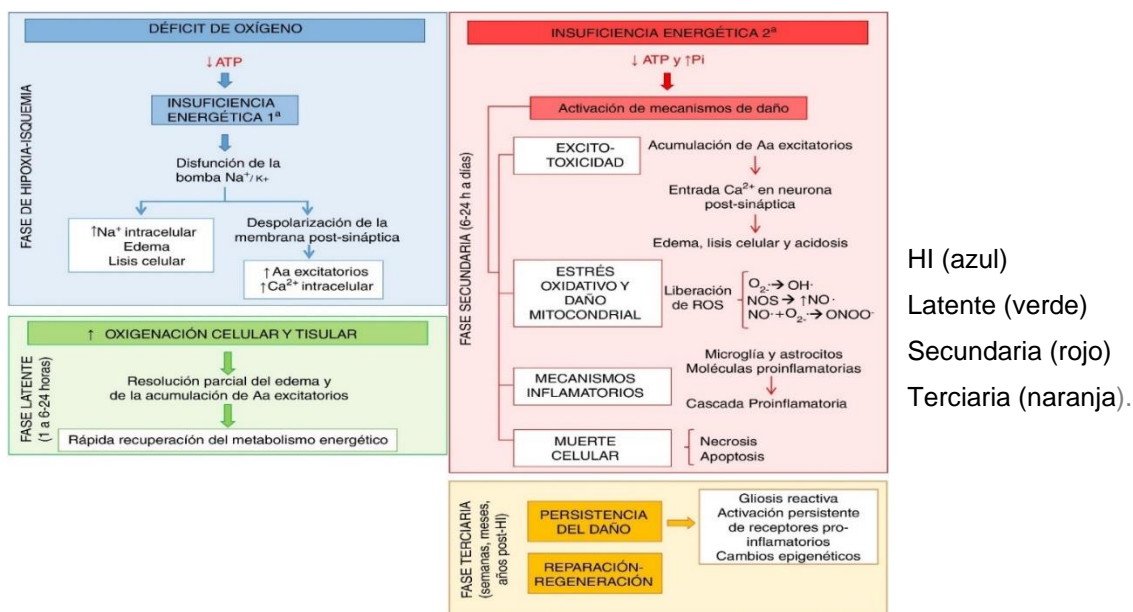 DÉFICIT DE OXÍGENO
↓ATP
INSUFICIENCIA
ENERGÉTICA 1ª
Disfunción de la
bomba Na⁺/K+
↑Na⁺ intracelular
Edema
Lisis celular
Despolarización de la
membrana post-sináptica
↑Aa excitatorios
↑Ca²⁺ intracelular
FASE DE HIPOXIA-ISQUEMIA
↑ OXIGENACIÓN CELULAR Y TISULAR
Resolución parcial del edema y
de la acumulación de Aa excitatorios
Rápida recuperación del metabolismo energético
FASE LATENTE
(1 a 6-24 horas)
INSUFICIENCIA ENERGÉTICA 2ª
↓ ATP y ↑Pi
Activación de mecanismos de daño
EXCITO-
TOXICIDAD
Acumulación de Aa excitatorios
Entrada Ca²⁺ en neurona
post-sináptica
Edema, lisis celular y acidosis
ESTRÉS
OXIDATIVO Y
DAÑO
MITOCONDRIAL
Liberación
de ROS
O₂·→ OH·
NOS→ ↑NO·
NO·+O₂·→ONOO⁻
MECANISMOS
INFLAMATORIOS
Microglía y astrocitos
Moléculas proinflamatorias
Cascada Proinflamatoria
MUERTE
CELULAR
Necrosis
Apoptosis
FASE SECUNDARIA (6-24 h a días)
PERSISTENCIA
DEL DAÑO
Gliosis reactiva
Activación persistente
de receptores pro-
inflamatorios
Cambios epigenéticos
REPARACIÓN-
REGENERACIÓN
FASE TERCIARIA
(semanas, meses,
años post-HI)
HI (azul)
Latente (verde)
Secundaria (rojo)
Terciaria (naranja).